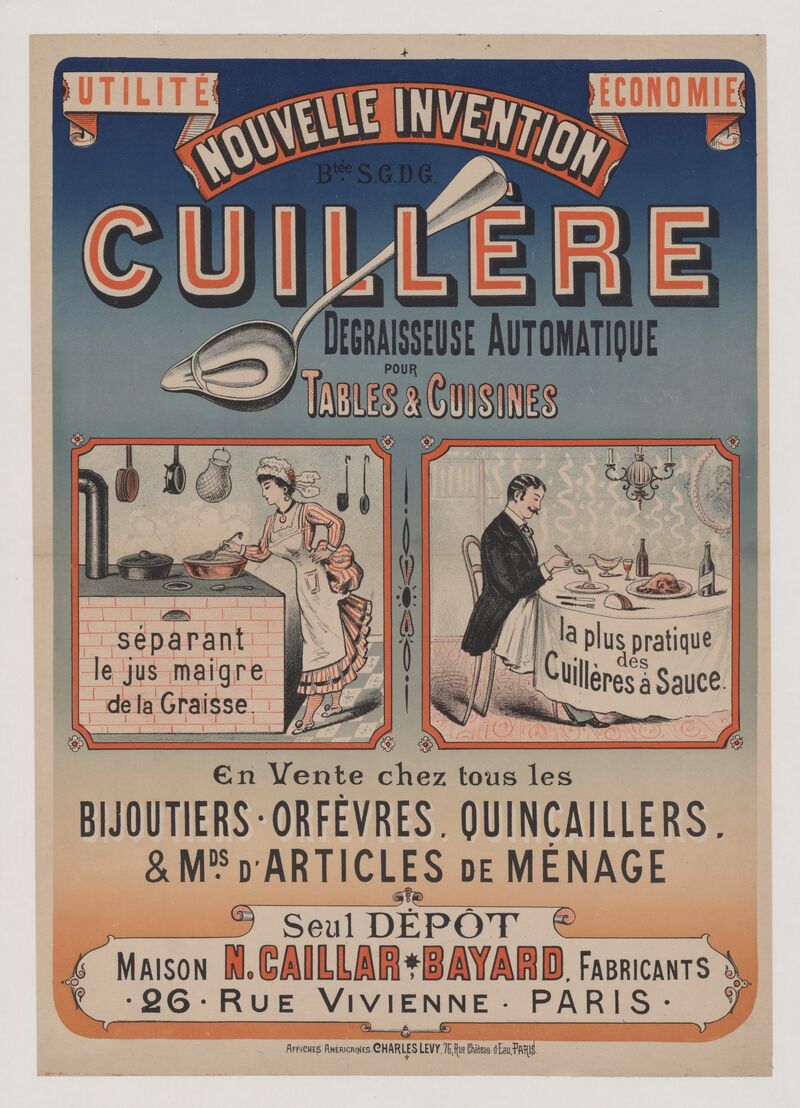 UTILITÉ
ÉCONOMIE
NOUVELLE INVENTION
Btée S.G.D.G.
CUILLÈRE
DEGRAISSEUSE AUTOMATIQUE
POUR
TABLES & CUISINES
séparant
le jus maigre
de la Graisse.
la plus pratique
des
Cuillères à Sauce.
En Vente chez tous les
BIJOUTIERS · ORFÈVRES, QUINCAILLERS,
& MDS D'ARTICLES DE MÉNAGE
Seul DÉPÔT
MAISON N. CAILLAR, BAYARD, FABRICANTS
· 26 · RUE VIVIENNE · PARIS ·
AFFICHES AMÉRICAINES CHARLES LEVY, 76, Rue Château d'Eau, PARIS